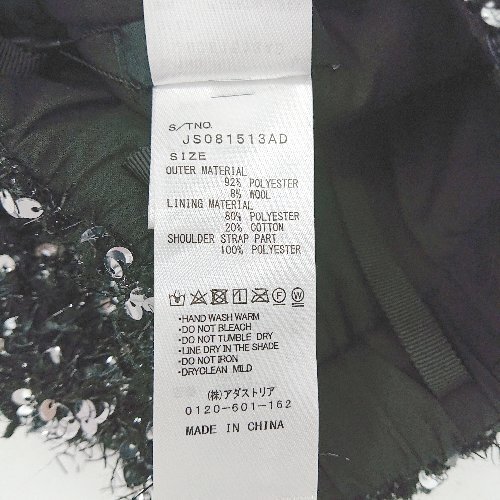 S/TNO.
JS081513AD
SIZE
OUTER MATERIAL
92% POLYESTER
8% WOOL
LINING MATERIAL
80% POLYESTER
20% COTTON
SHOULDER STRAP PART
100% POLYESTER
•HAND WASH WARM
•DO NOT BLEACH
•DO NOT TUMBLE DRY
•LINE DRY IN THE SHADE
•DO NOT IRON
•DRYCLEAN MILD
(株)アダストリア
0120-601-162
MADE IN CHINA